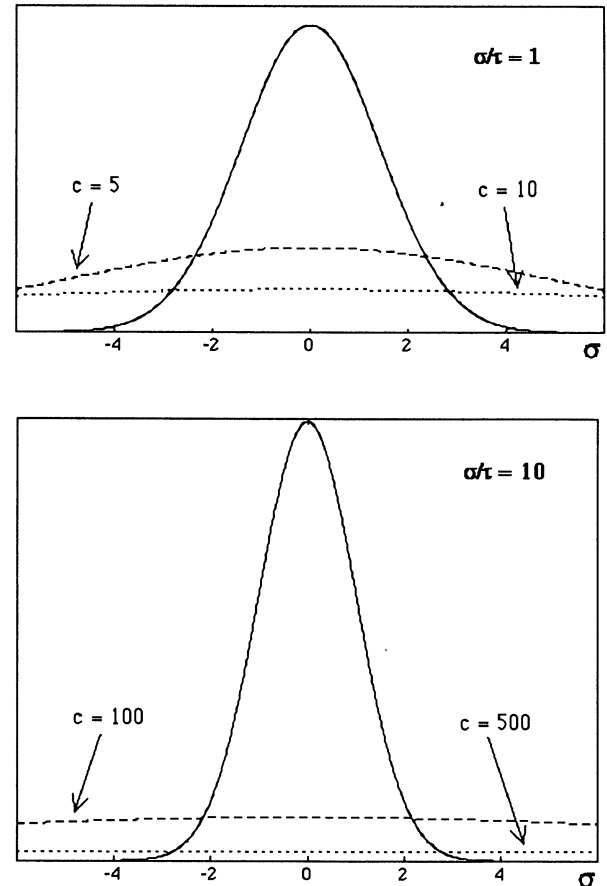 σ/τ = 1
c = 5
c = 10
-4 -2 0 2 4 σ
σ/τ = 10
c = 100
c = 500
-4 -2 0 2 4 σ